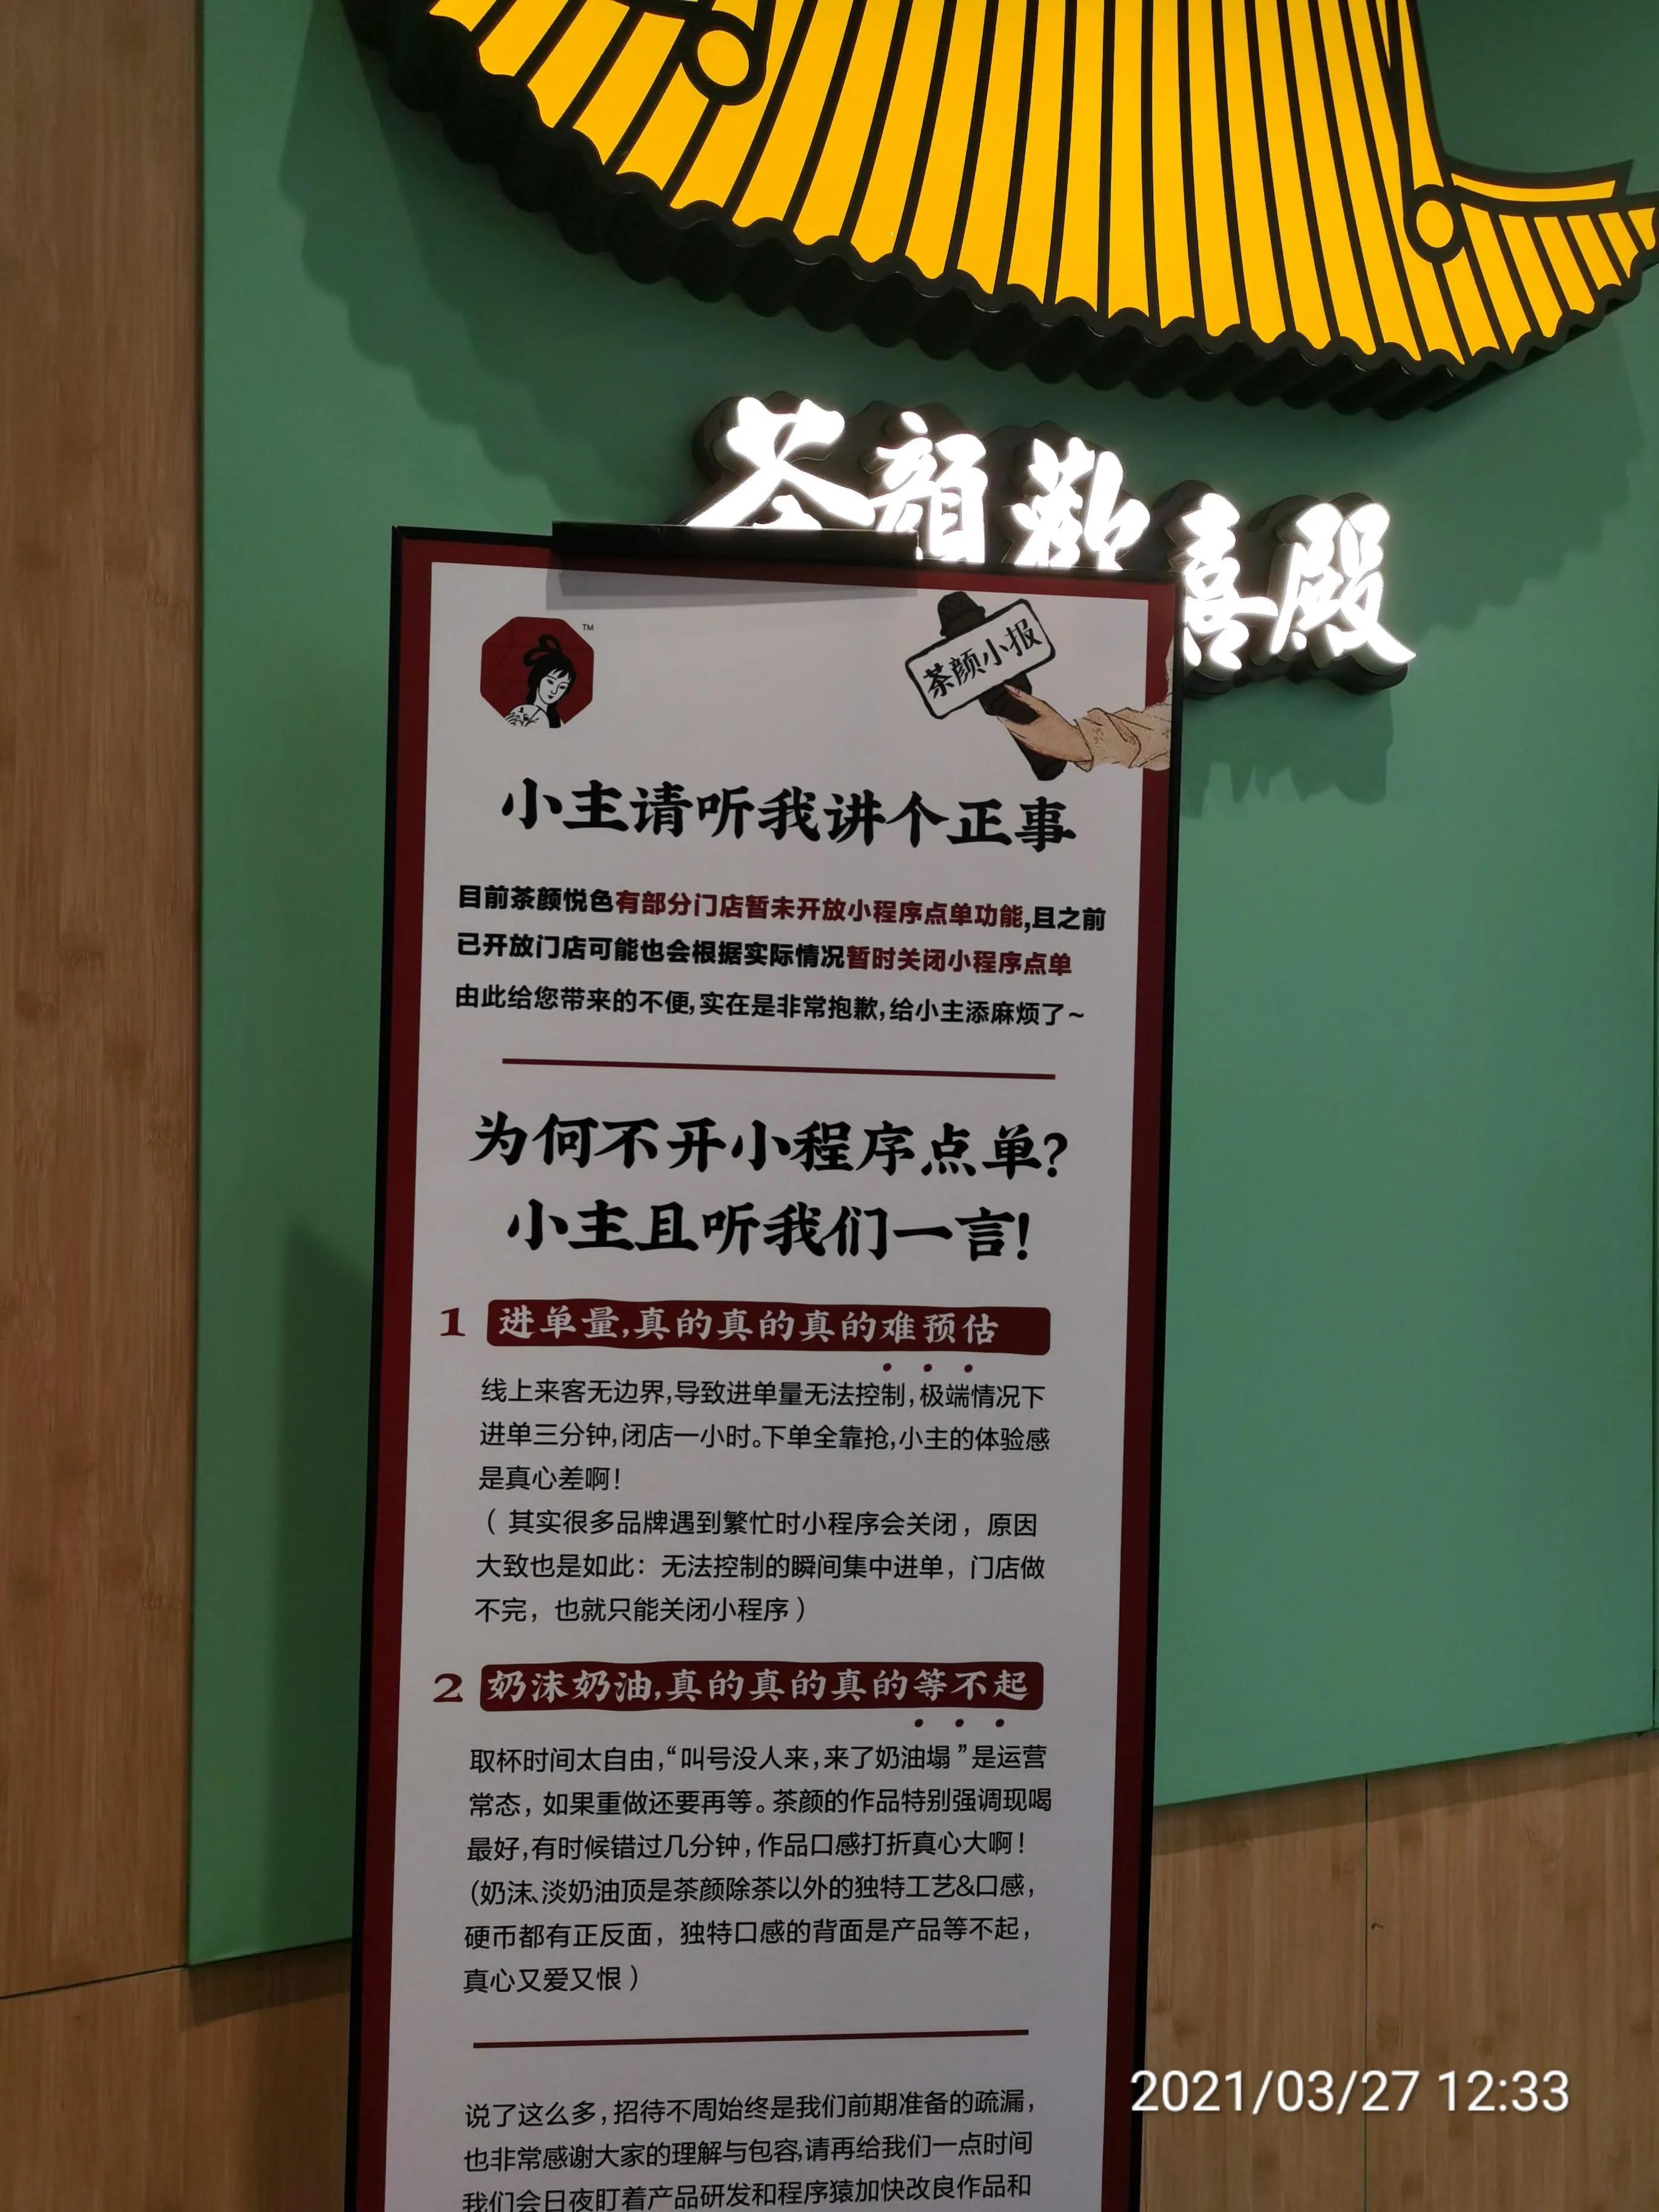 茶颜歡喜殿
TM
茶颜小报
小主请听我讲个正事
目前茶颜悦色有部分门店暂未开放小程序点单功能,且之前
已开放门店可能也会根据实际情况暂时关闭小程序点单
由此给您带来的不便,实在是非常抱歉,给小主添麻烦了~
为何不开小程序点单?
小主且听我们一言!
1 进单量,真的真的真的难预估
线上来客无边界,导致进单量无法控制,极端情况下
进单三分钟,闭店一小时。下单全靠抢,小主的体验感
是真心差啊!
( 其实很多品牌遇到繁忙时小程序会关闭，原因
大致也是如此：无法控制的瞬间集中进单，门店做
不完，也就只能关闭小程序 )
2 奶沫奶油,真的真的真的等不起
取杯时间太自由,“叫号没人来,来了奶油塌”是运营
常态，如果重做还要再等。茶颜的作品特别强调现喝
最好,有时候错过几分钟,作品口感打折真心大啊!
(奶沫、淡奶油顶是茶颜除茶以外的独特工艺&口感，
硬币都有正反面，独特口感的背面是产品等不起，
真心又爱又恨 )
说了这么多,招待不周始终是我们前期准备的疏漏，
也非常感谢大家的理解与包容,请再给我们一点时间
我们会日夜盯着产品研发和程序猿加快改良作品和
2021/03/27 12:33